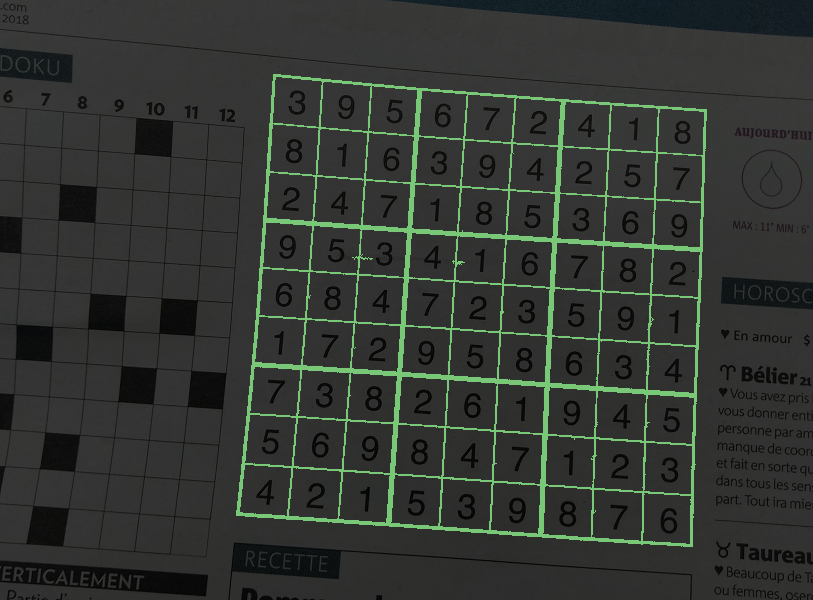 .com
2018
DOKU
6 7 8 9 10 11 12
3 9 5 6 7 2 4 1 8
8 1 6 3 9 4 2 5 7
2 4 7 1 8 5 3 6 9
9 5 3 4 1 6 7 8 2
6 8 4 7 2 3 5 9 1
1 7 2 9 5 8 6 3 4
7 3 8 2 6 1 9 4 5
5 6 9 8 4 7 1 2 3
4 2 1 5 3 9 8 7 6
AUJOURD'HUI
MAX : 11° MIN : 6°
HOROSC
♥ En amour $
♈ Bélier 21
♥ Vous avez pris
vous donner enti
personne par am
manque de coord
et fait en sorte qu
dans tous les sens
part. Tout ira mie
♉ Taureau
♥ Beaucoup de Ta
ou femmes, oser
VERTICALEMENT
RECETTE